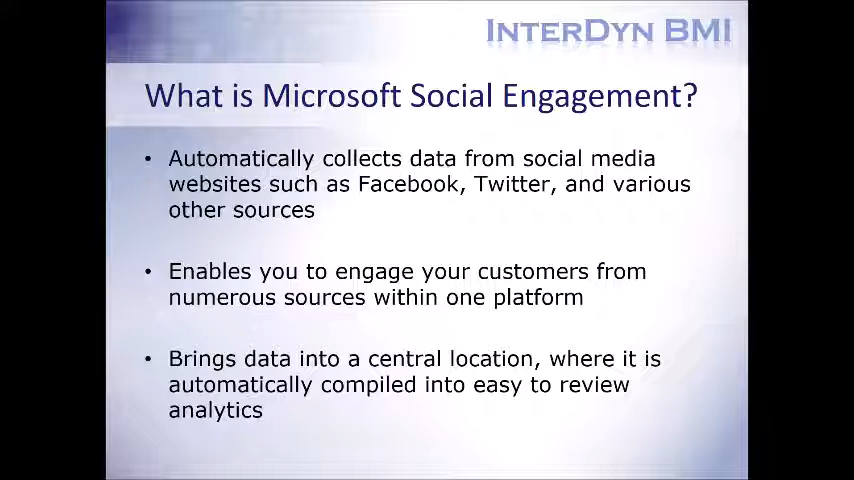 INTERDYN BMI
What is Microsoft Social Engagement?
• Automatically collects data from social media
websites such as Facebook, Twitter, and various
other sources
• Enables you to engage your customers from
numerous sources within one platform
• Brings data into a central location, where it is
automatically compiled into easy to review
analytics